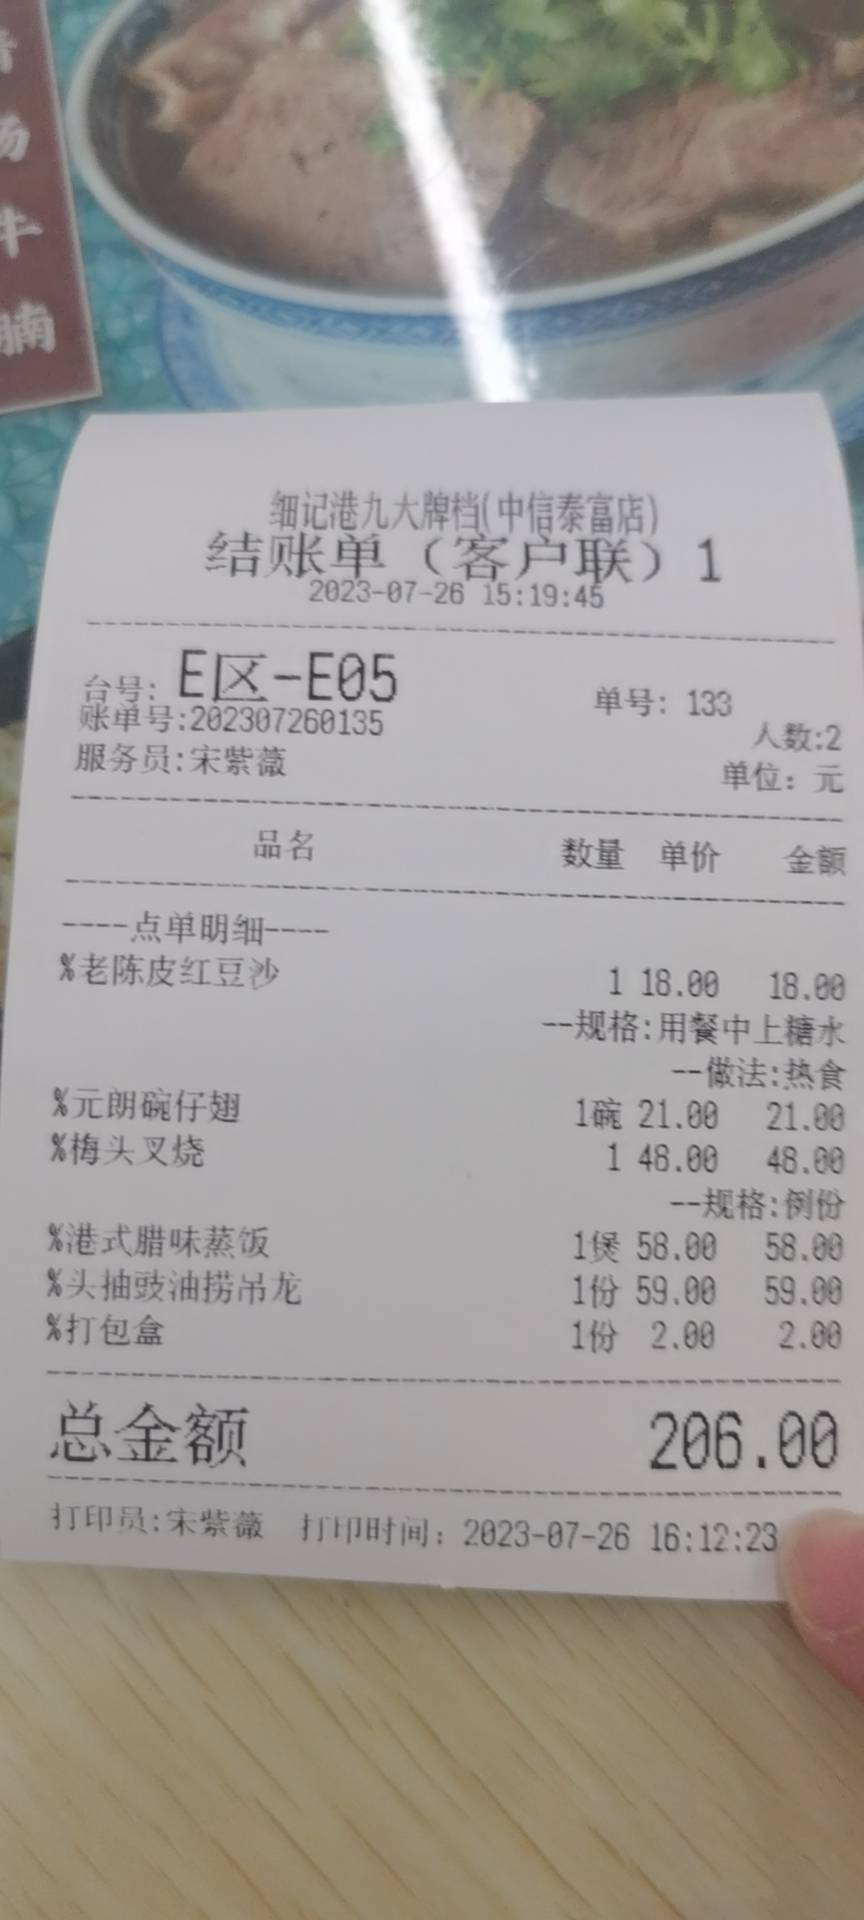 汤
牛
腩
细记港九大牌档(中信泰富店)
结账单（客户联）1
2023-07-26 15:19:45
台号: E区-E05 单号: 133
账单号:202307260135 人数:2
服务员:宋紫薇 单位: 元
品名 数量 单价 金额
----点单明细----
%老陈皮红豆沙 1 18.00 18.00
--规格:用餐中上糖水
--做法:热食
%元朗碗仔翅 1碗 21.00 21.00
%梅头叉烧 1 48.00 48.00
--规格:例份
%港式腊味蒸饭 1煲 58.00 58.00
%头抽豉油捞吊龙 1份 59.00 59.00
%打包盒 1份 2.00 2.00
总金额 206.00
打印员:宋紫薇 打印时间: 2023-07-26 16:12:23